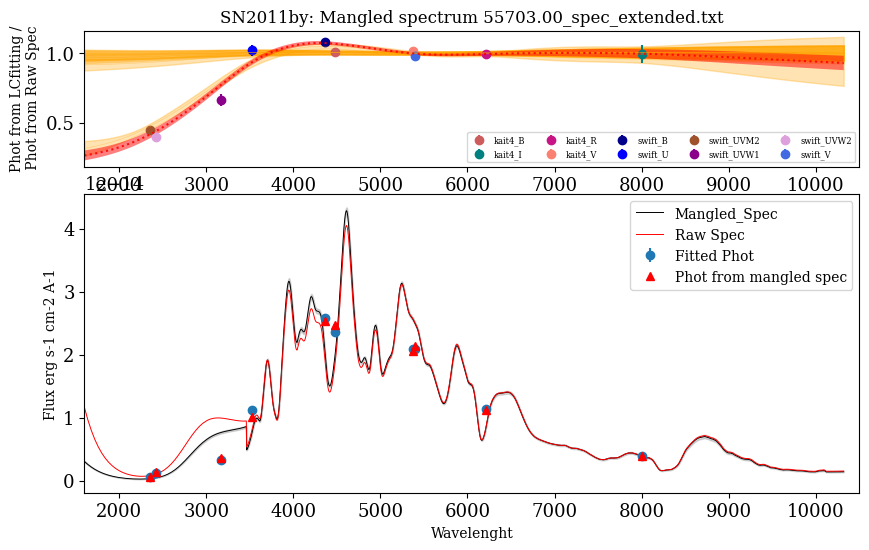 SN2011by: Mangled spectrum 55703.00_spec_extended.txt
Phot from LCfitting /
Phot from Raw Spec
1.0
0.5
kait4_B kait4_R swift_B swift_UVM2 swift_UVW2
kait4_I kait4_V swift_U swift_UVW1 swift_V
2000 3000 4000 5000 6000 7000 8000 9000 10000
1e−14
Mangled_Spec
Raw Spec
Fitted Phot
Phot from mangled spec
Flux erg s-1 cm-2 A-1
4
3
2
1
0
2000 3000 4000 5000 6000 7000 8000 9000 10000
Wavelenght